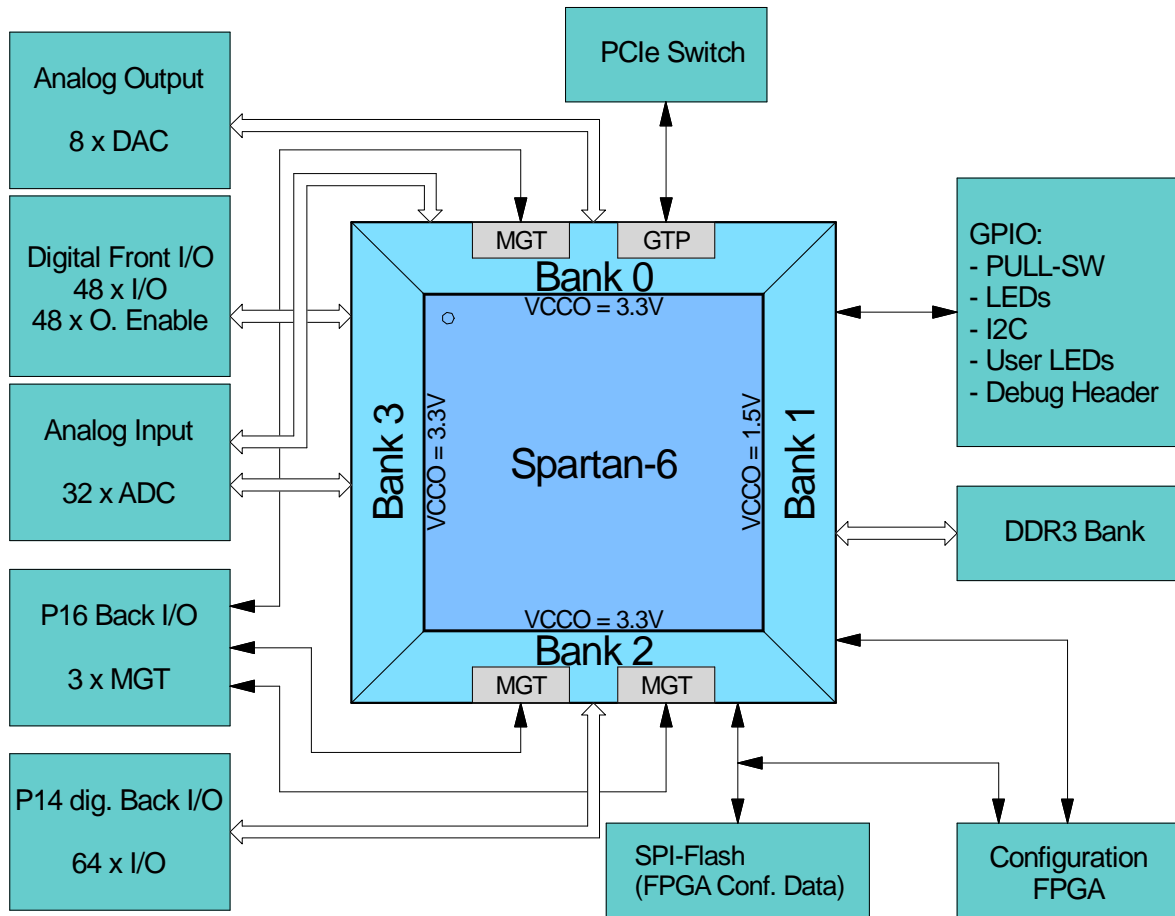 PCIe Switch
Analog Output
8 x DAC
Digital Front I/O
48 x I/O
48 x O. Enable
Analog Input
32 x ADC
P16 Back I/O
3 x MGT
P14 dig. Back I/O
64 x I/O
MGT
GTP
Bank 0
VCCO = 3.3V
Bank 3
VCCO = 3.3V
Spartan-6
VCCO = 1.5V
Bank 1
VCCO = 3.3V
Bank 2
MGT
MGT
GPIO:
- PULL-SW
- LEDs
- I2C
- User LEDs
- Debug Header
DDR3 Bank
SPI-Flash
(FPGA Conf. Data)
Configuration
FPGA